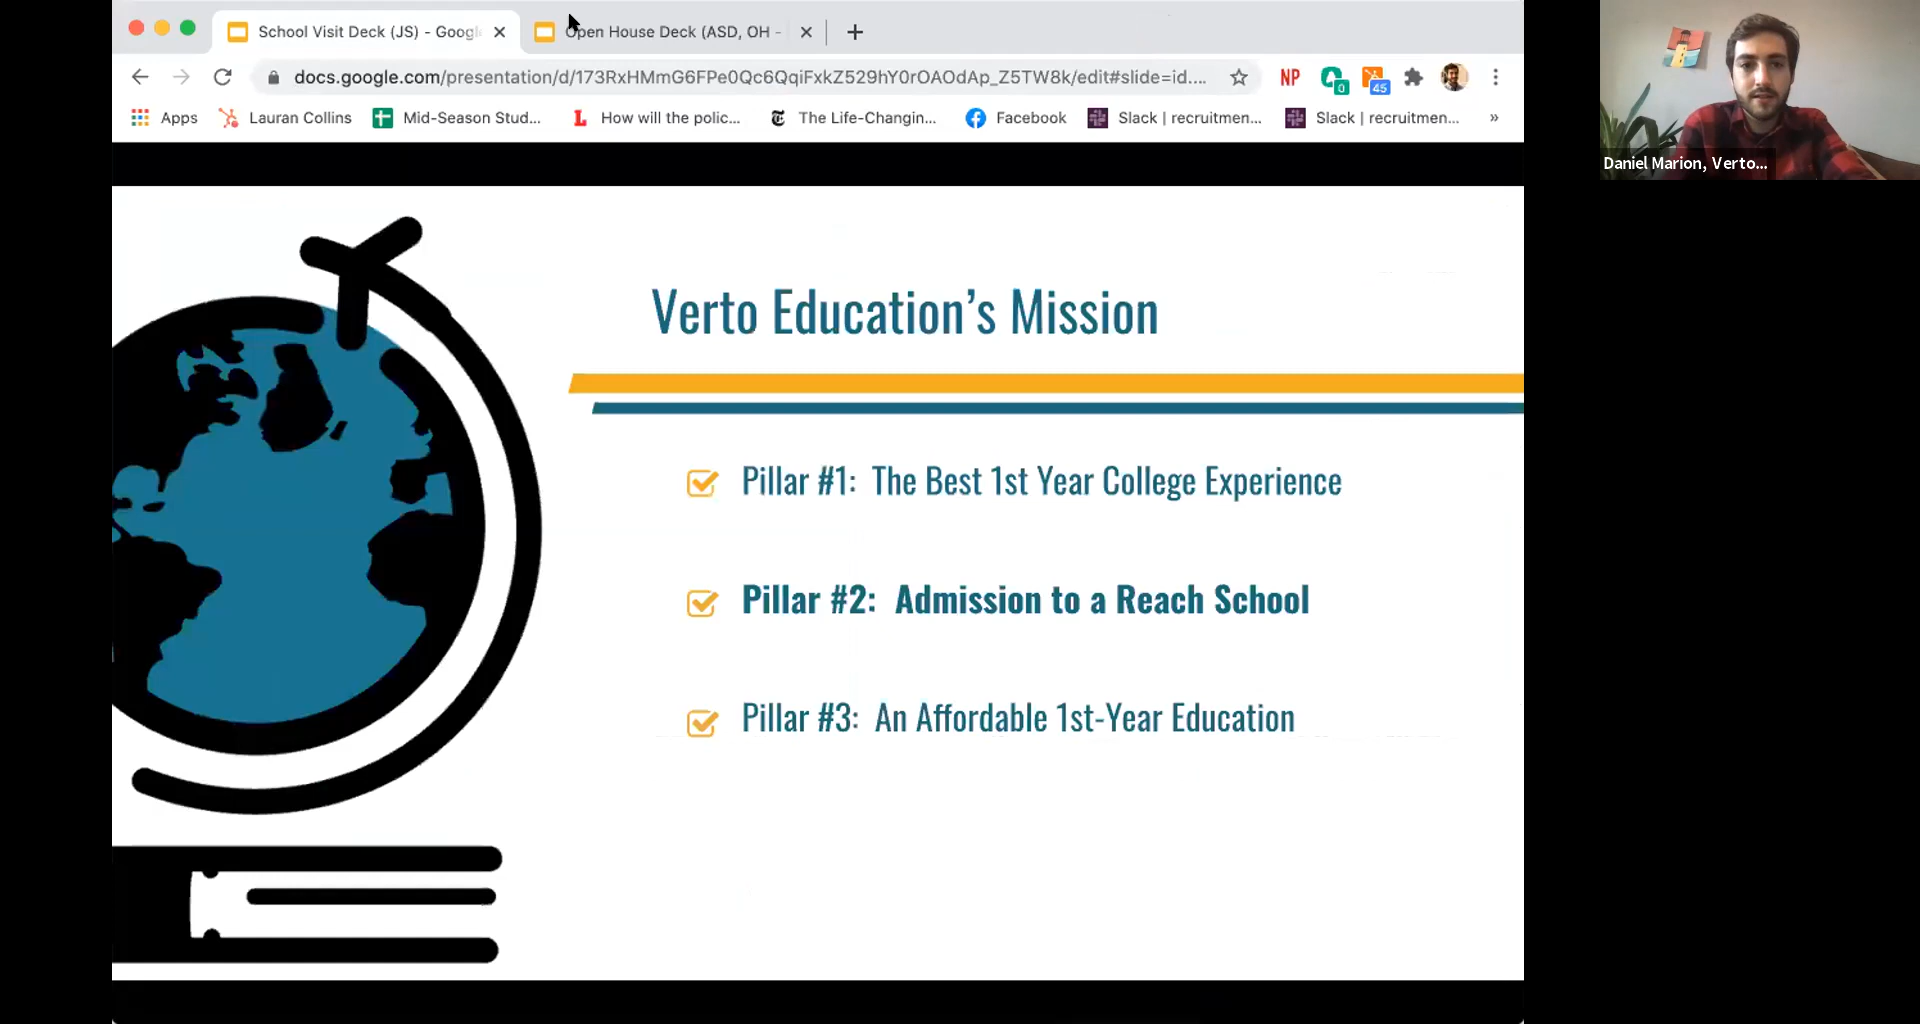 School Visit Deck (JS) - Googl
Open House Deck (ASD, OH -
docs.google.com/presentation/d/173RxHMmG6FPe0Qc6QqiFxkZ529hY0rOAOdAp_Z5TW8k/edit#slide=id....
NP
0
45
Apps
Lauran Collins
Mid-Season Stud...
How will the polic...
The Life-Changin...
Facebook
Slack | recruitmen...
Slack | recruitmen...
»
Daniel Marion, Verto...
Verto Education’s Mission
Pillar #1: The Best 1st Year College Experience
Pillar #2: Admission to a Reach School
Pillar #3: An Affordable 1st-Year Education